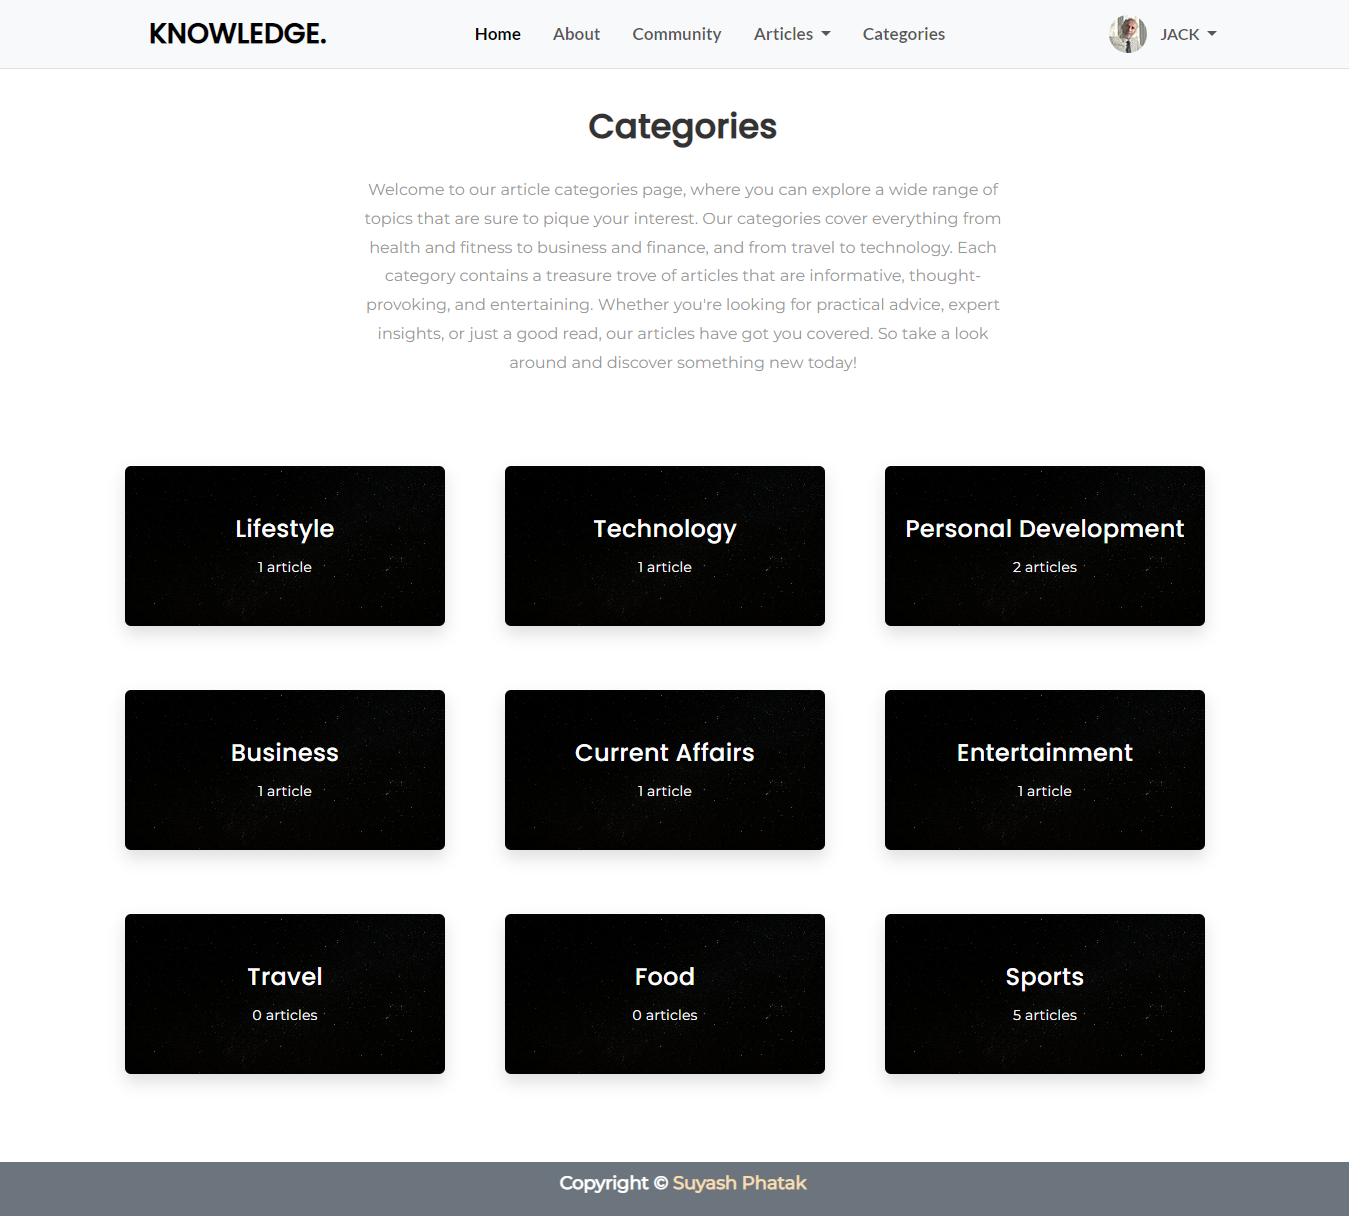 KNOWLEDGE.
Home About Community Articles Categories
JACK
Categories
Welcome to our article categories page, where you can explore a wide range of
topics that are sure to pique your interest. Our categories cover everything from
health and fitness to business and finance, and from travel to technology. Each
category contains a treasure trove of articles that are informative, thought-
provoking, and entertaining. Whether you're looking for practical advice, expert
insights, or just a good read, our articles have got you covered. So take a look
around and discover something new today!
Lifestyle
1 article
Technology
1 article
Personal Development
2 articles
Business
1 article
Current Affairs
1 article
Entertainment
1 article
Travel
0 articles
Food
0 articles
Sports
5 articles
Copyright © Suyash Phatak